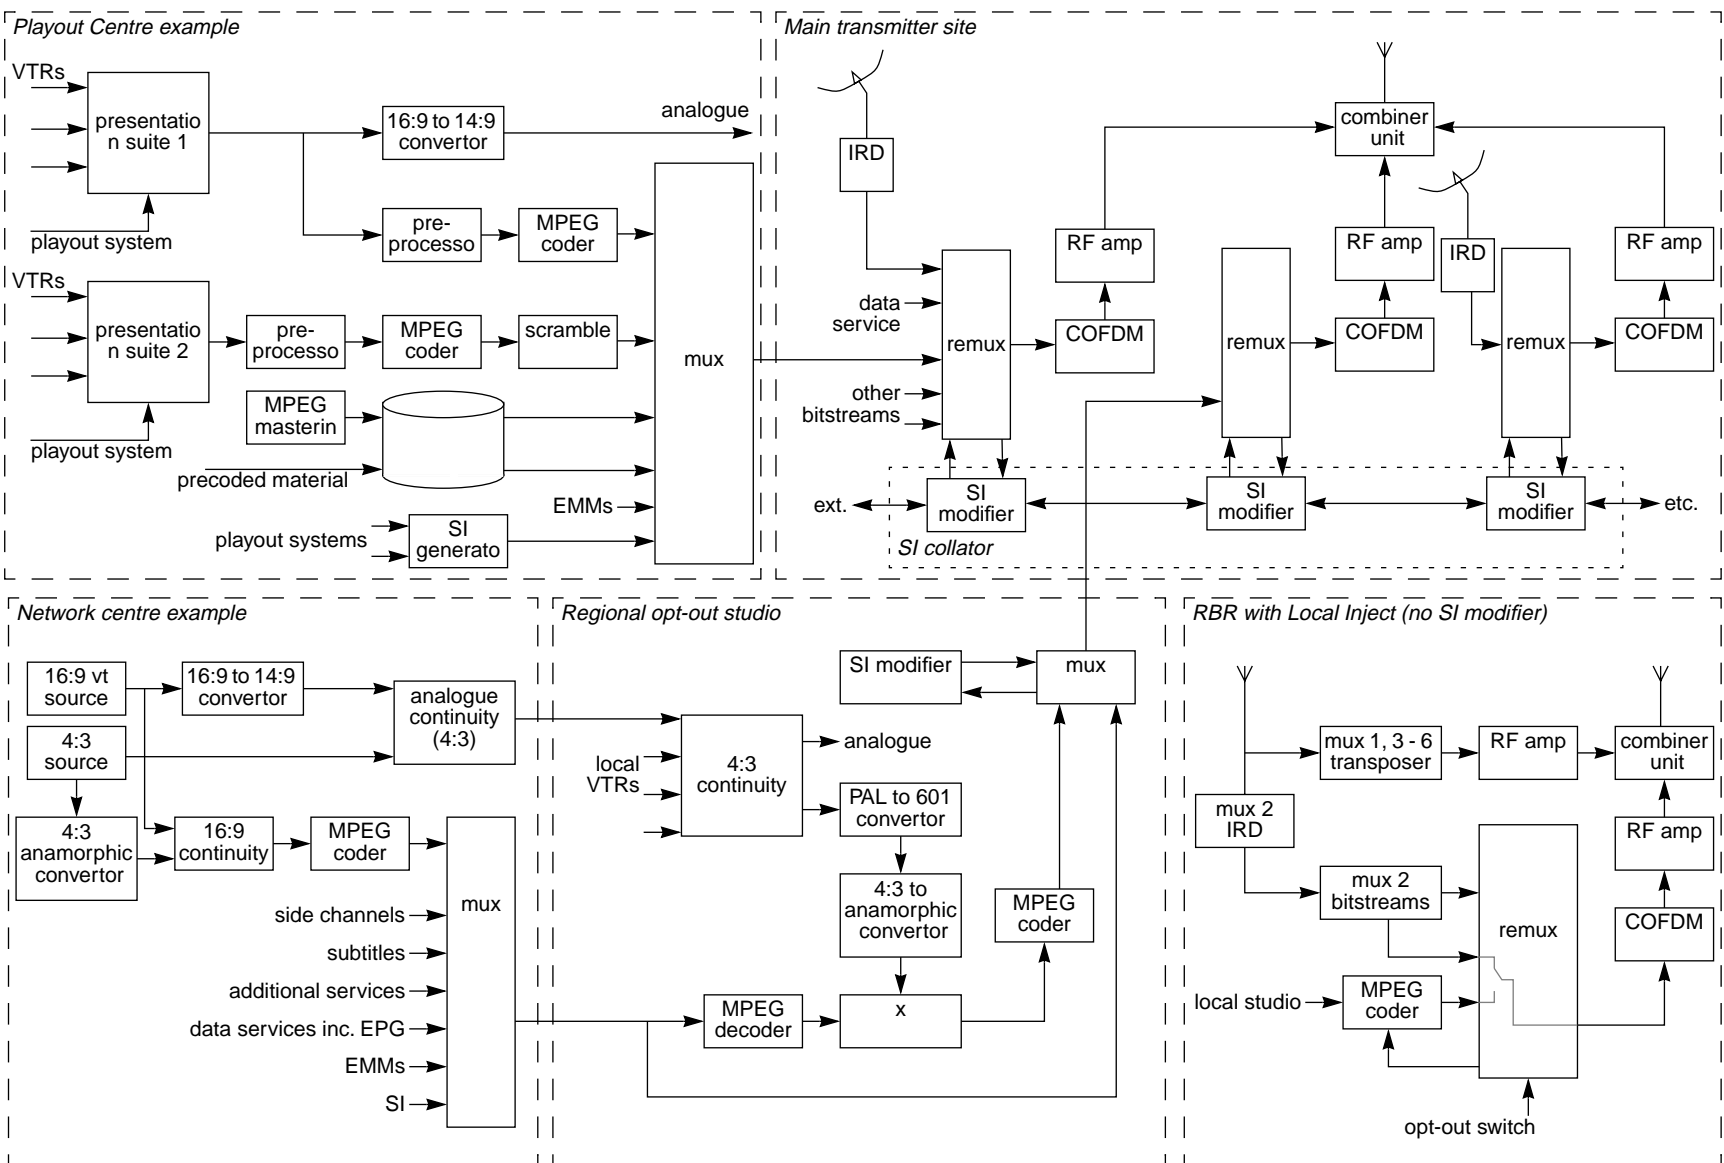 Playout Centre example
VTRs
presentatio
n suite 1
playout system
16:9 to 14:9
convertor
analogue
pre-
processo
MPEG
coder
VTRs
presentatio
n suite 2
playout system
pre-
processo
MPEG
coder
scramble
MPEG
masterin
precoded material
EMMs
playout systems
SI
generato
mux
Main transmitter site
IRD
data
service
other
bitstreams
remux
RF amp
COFDM
combiner
unit
remux
RF amp
COFDM
IRD
remux
RF amp
COFDM
ext.
SI
modifier
SI
modifier
SI
modifier
etc.
SI collator
Network centre example
16:9 vt
source
16:9 to 14:9
convertor
analogue
continuity
(4:3)
4:3
source
4:3
anamorphic
convertor
16:9
continuity
MPEG
coder
side channels
subtitles
additional services
data services inc. EPG
EMMs
SI
mux
Regional opt-out studio
SI modifier
mux
local
VTRs
4:3
continuity
analogue
PAL to 601
convertor
4:3 to
anamorphic
convertor
MPEG
coder
MPEG
decoder
x
RBR with Local Inject (no SI modifier)
mux 1, 3 - 6
transposer
RF amp
combiner
unit
mux 2
IRD
RF amp
mux 2
bitstreams
remux
COFDM
local studio
MPEG
coder
opt-out switch